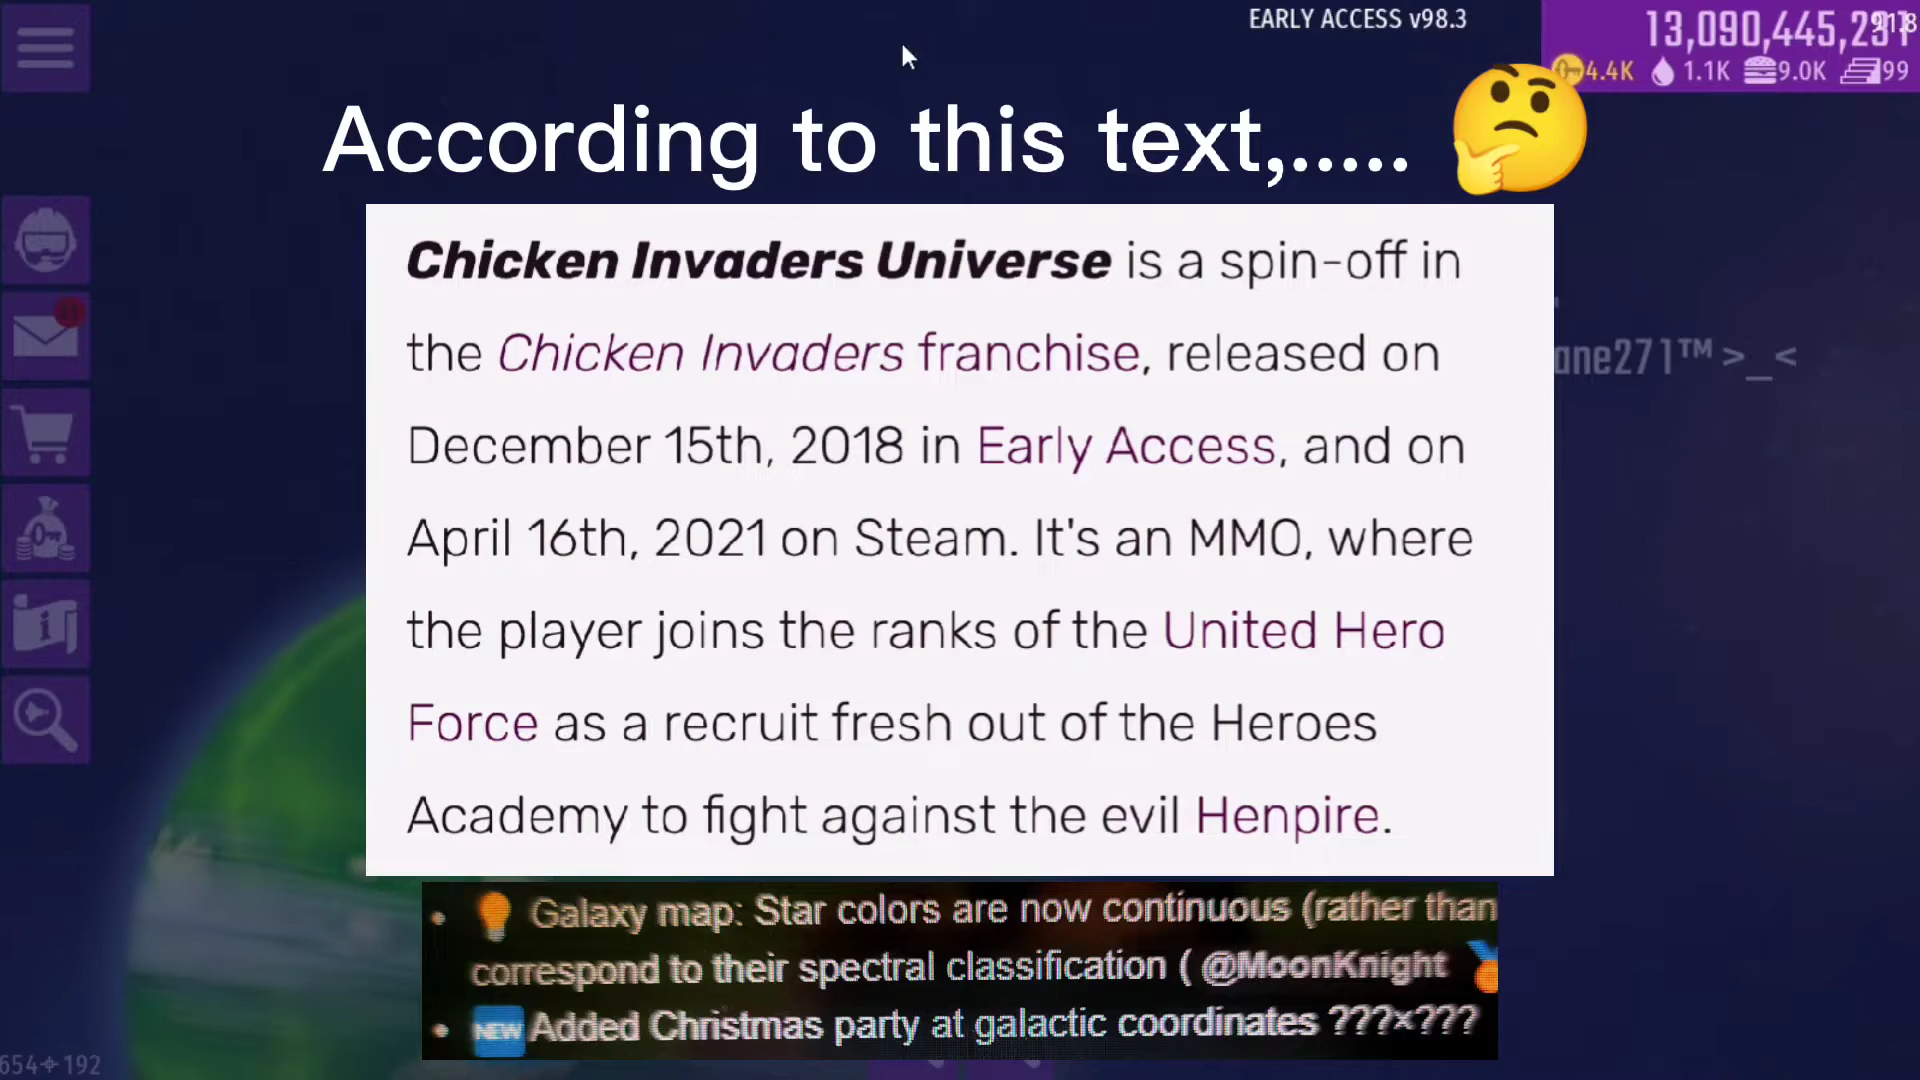 EARLY ACCESS v98.3
4.4K 1.1K 9.0K 99
According to this text,.....
Chicken Invaders Universe is a spin-off in
the Chicken Invaders franchise, released on
December 15th, 2018 in Early Access, and on
April 16th, 2021 on Steam. It's an MMO, where
the player joins the ranks of the United Hero
Force as a recruit fresh out of the Heroes
Academy to fight against the evil Henpire.
ane271™ >_<
Galaxy map: Star colors are now continuous (rather than
correspond to their spectral classification ( @MoonKnight
NEW Added Christmas party at galactic coordinates ???×???
654 192